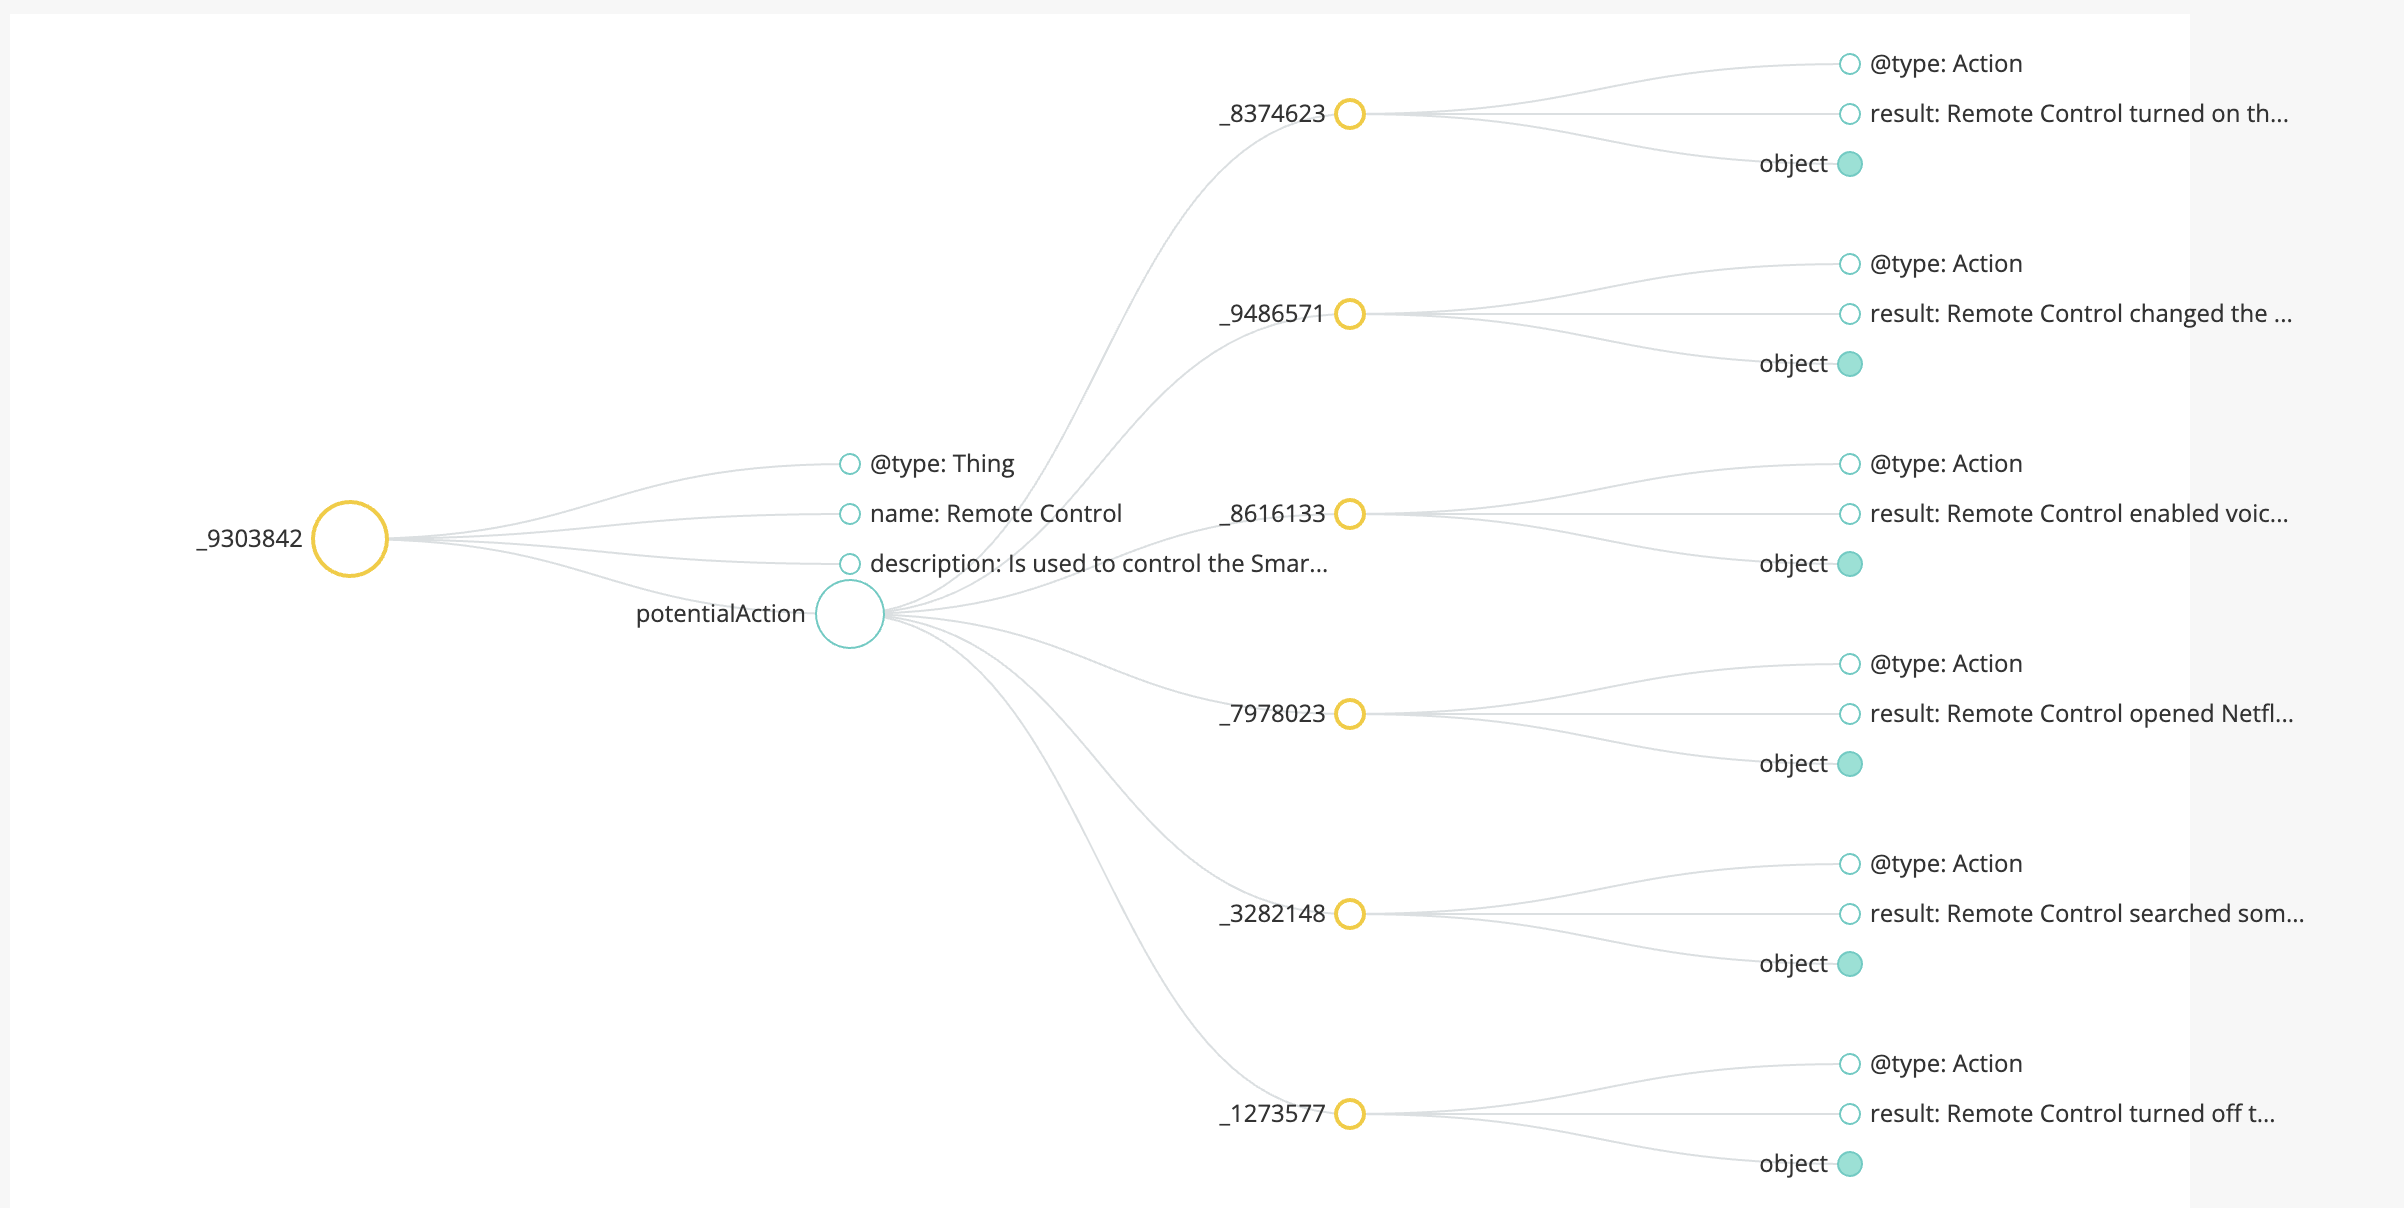 _9303842
@type: Thing
name: Remote Control
description: Is used to control the Smar...
potentialAction
_8374623
@type: Action
result: Remote Control turned on th...
object
_9486571
@type: Action
result: Remote Control changed the ...
object
_8616133
@type: Action
result: Remote Control enabled voic...
object
_7978023
@type: Action
result: Remote Control opened Netfl...
object
_3282148
@type: Action
result: Remote Control searched som...
object
_1273577
@type: Action
result: Remote Control turned off t...
object